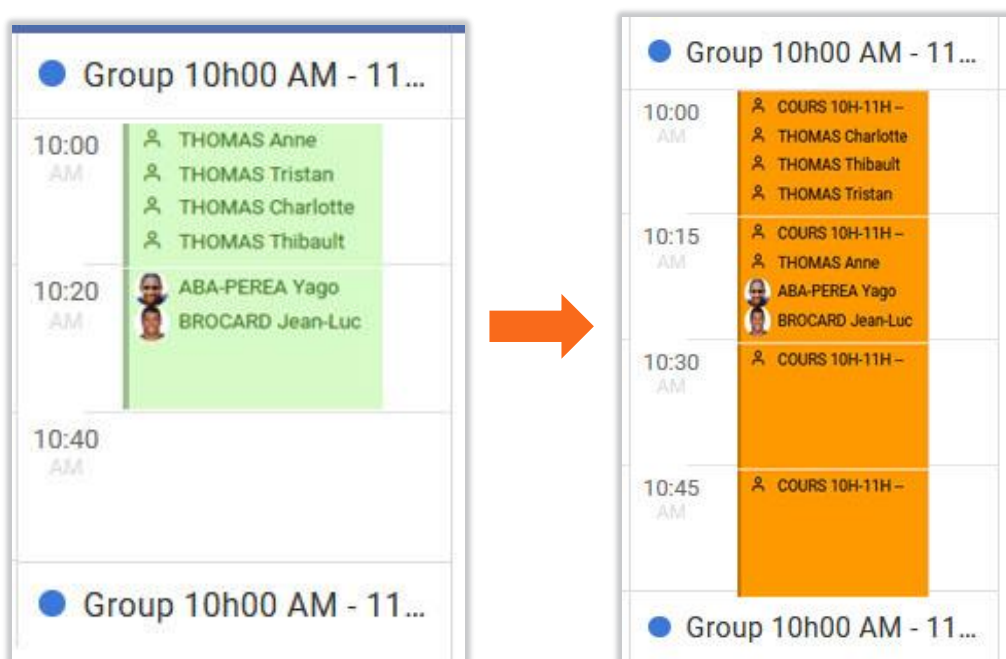 Group 10h00 AM - 11...
10:00
AM
THOMAS Anne
THOMAS Tristan
THOMAS Charlotte
THOMAS Thibault
10:20
AM
ABA-PEREA Yago
BROCARD Jean-Luc
10:40
AM
Group 10h00 AM - 11...
Group 10h00 AM - 11...
10:00
AM
COURS 10H-11H –
THOMAS Charlotte
THOMAS Thibault
THOMAS Tristan
10:15
AM
COURS 10H-11H –
THOMAS Anne
ABA-PEREA Yago
BROCARD Jean-Luc
10:30
AM
COURS 10H-11H –
10:45
AM
COURS 10H-11H –
Group 10h00 AM - 11...